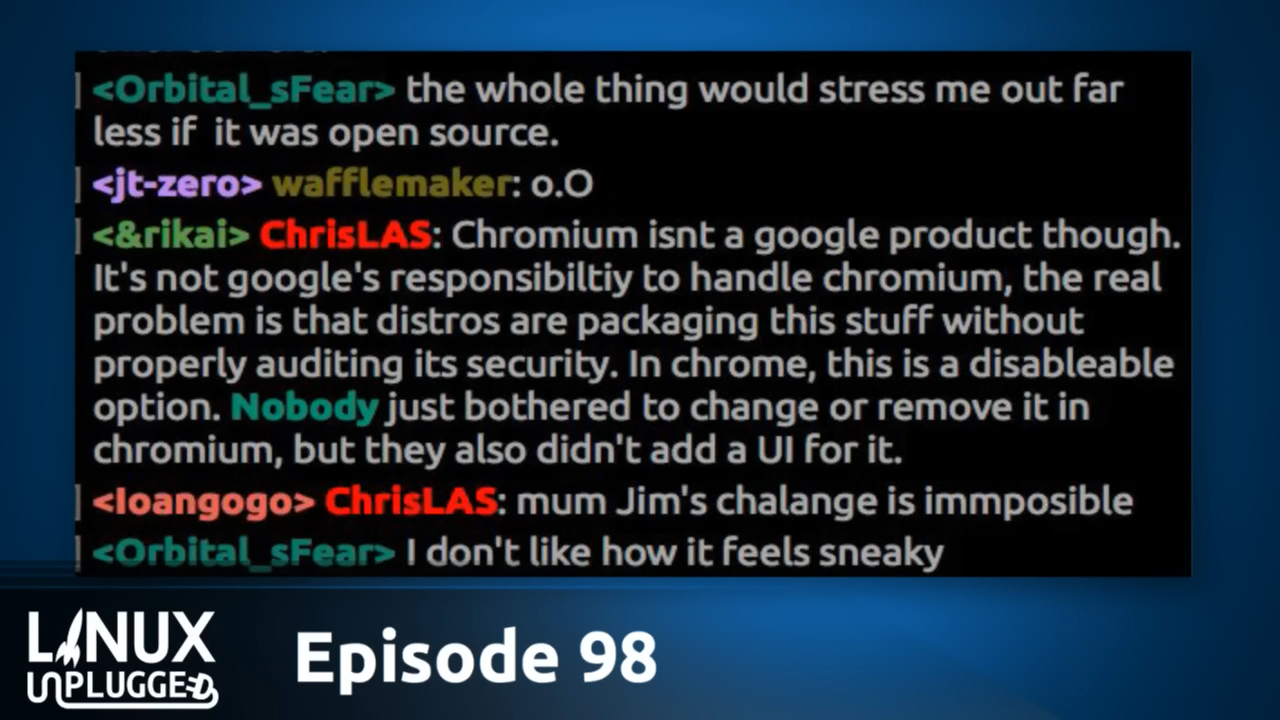 <Orbital_sFear> the whole thing would stress me out far
less if it was open source.
<jt-zero> wafflemaker: o.O
<&rikai> ChrisLAS: Chromium isnt a google product though.
It's not google's responsibiltiy to handle chromium, the real
problem is that distros are packaging this stuff without
properly auditing its security. In chrome, this is a disableable
option. Nobody just bothered to change or remove it in
chromium, but they also didn't add a UI for it.
<Ioangogo> ChrisLAS: mum Jim's chalange is immposible
<Orbital_sFear> I don't like how it feels sneaky
LINUX
UNPLUGGED
Episode 98